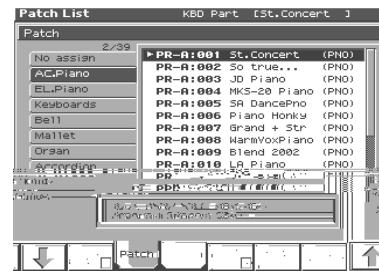 Patch List KBD Part [St.Concert ]
Patch
2/39
No assign
AC.Piano
EL.Piano
Keyboards
Bell
Mallet
Organ
Accordion
PR-A:001 St.Concert (PNO)
PR-A:002 So true... (PNO)
PR-A:003 JD Piano (PNO)
PR-A:004 MKS-20 Piano (PNO)
PR-A:005 SA DancePno (PNO)
PR-A:006 Piano Honky (PNO)
PR-A:007 Grand + Str (PNO)
PR-A:008 WarmVoxPiano (PNO)
PR-A:009 Blend 2002 (PNO)
PR-A:010 LA Piano (PNO)
Patch